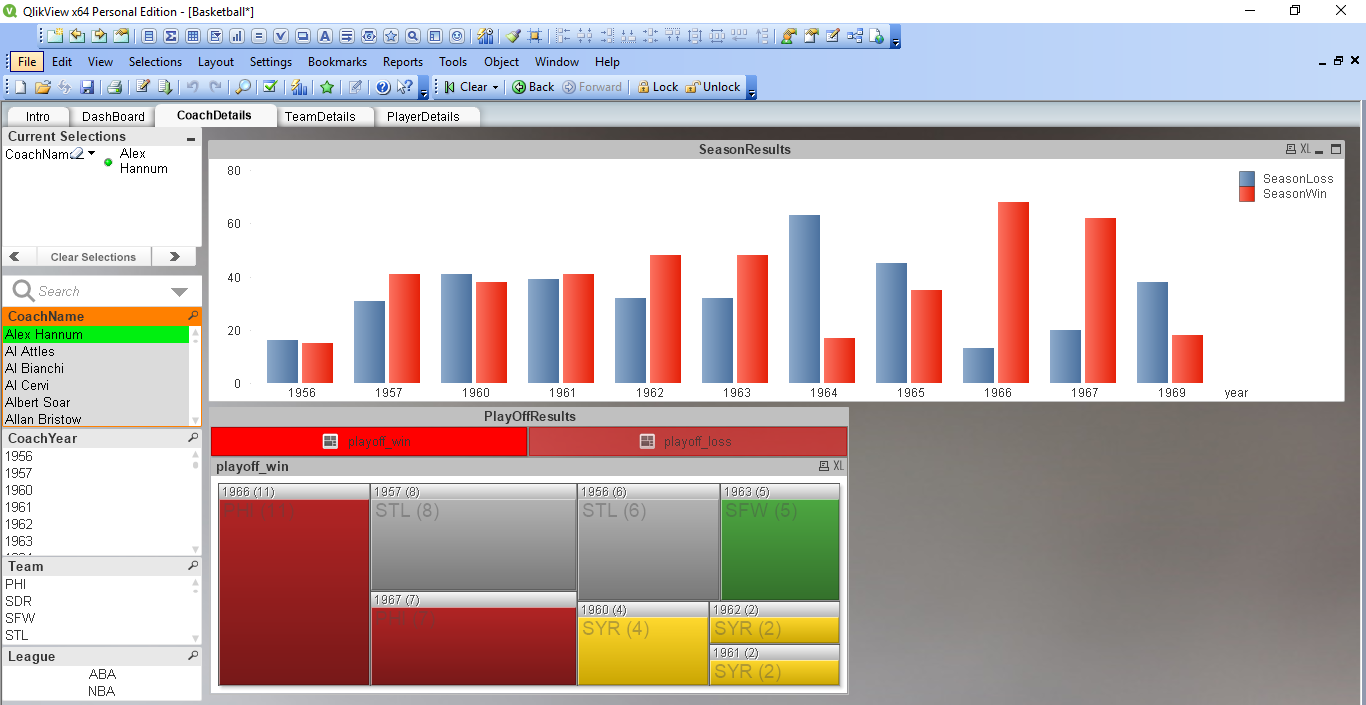 QlikView x64 Personal Edition - [Basketball*]
File Edit View Selections Layout Settings Bookmarks Reports Tools Object Window Help
Clear Back Forward Lock Unlock
Intro DashBoard CoachDetails TeamDetails PlayerDetails
Current Selections
CoachNam Alex
Hannum
Clear Selections
Search
CoachName
Alex Hannum
Al Attles
Al Bianchi
Al Cervi
Albert Soar
Allan Bristow
CoachYear
1956
1957
1960
1961
1962
1963
Team
PHI
SDR
SFW
STL
League
ABA
NBA
SeasonResults
XL
SeasonLoss
SeasonWin
80
60
40
20
0
1956 1957 1960 1961 1962 1963 1964 1965 1966 1967 1969 year
PlayOffResults
playoff_win playoff_loss
playoff_win XL
1966 (11) 1957 (8) 1956 (6) 1963 (5)
PHI (11) STL (8) STL (6) SFW (5)
1967 (7)
1960 (4) 1962 (2)
SYR (4) SYR (2)
1961 (2)
SYR (2)